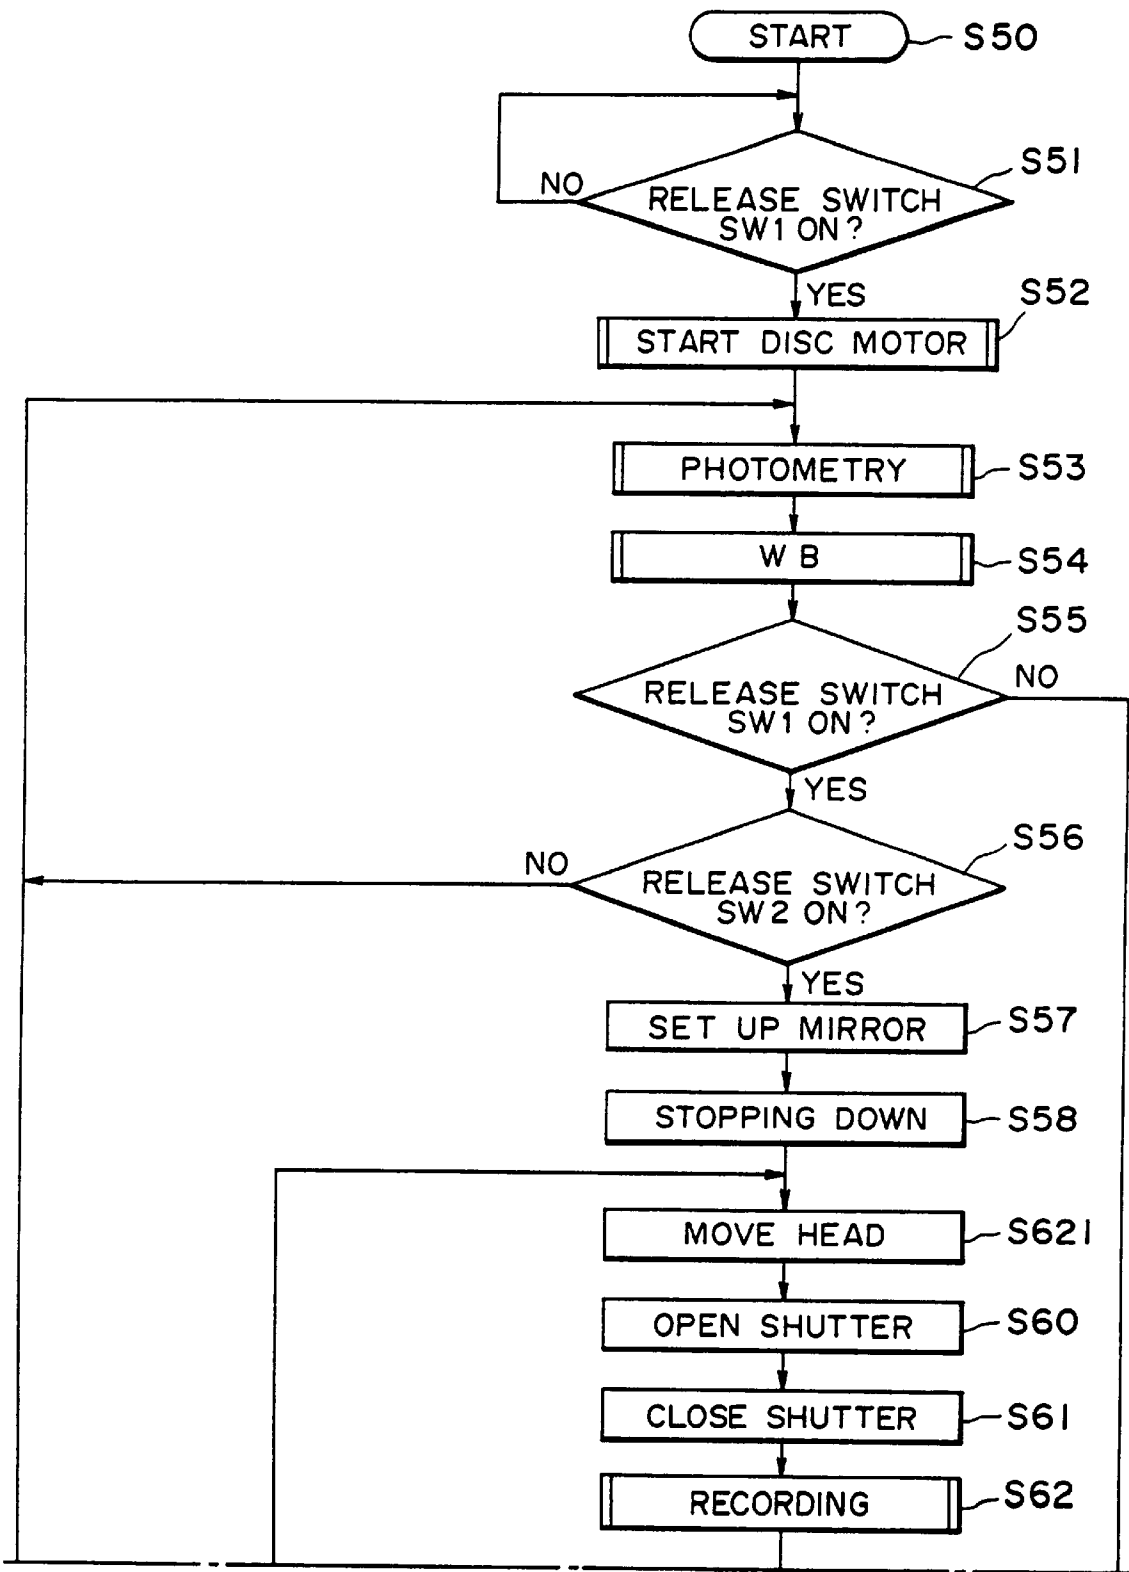 START
S50
S51
NO
RELEASE SWITCH
SW1 ON?
YES
S52
START DISC MOTOR
PHOTOMETRY
S53
WB
S54
S55
NO
RELEASE SWITCH
SW1 ON?
YES
S56
NO
RELEASE SWITCH
SW2 ON?
YES
SET UP MIRROR
S57
STOPPING DOWN
S58
MOVE HEAD
S621
OPEN SHUTTER
S60
CLOSE SHUTTER
S61
RECORDING
S62